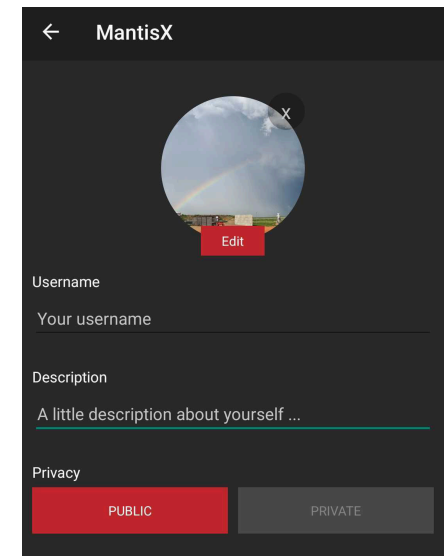 MantisX
X
Edit
Username
Your username
Description
A little description about yourself ...
Privacy
PUBLIC
PRIVATE